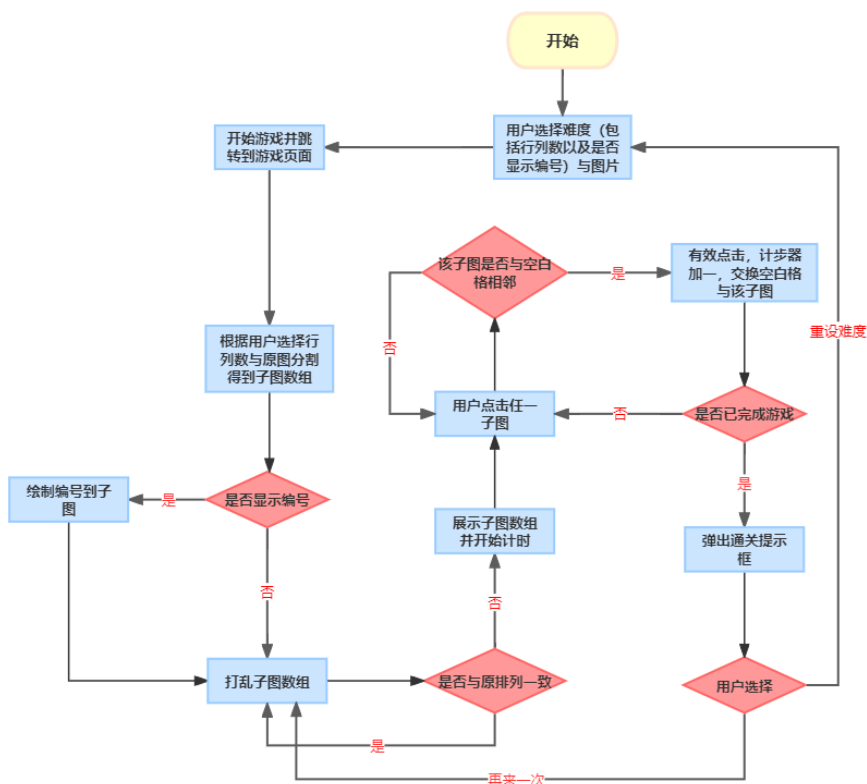 开始
用户选择难度（包
括行列数以及是否
显示编号）与图片
开始游戏并跳
转到游戏页面
该子图是否与空白
格相邻
是
有效点击，计步器
加一，交换空白格
与该子图
重设难度
否
根据用户选择行
列数与原图分割
得到子图数组
用户点击任一
子图
否
是否已完成游戏
绘制编号到子
图
是
是否显示编号
是
展示子图数组
并开始计时
弹出通关提示
框
否
否
打乱子图数组
是否与原排列一致
用户选择
是
再来一次